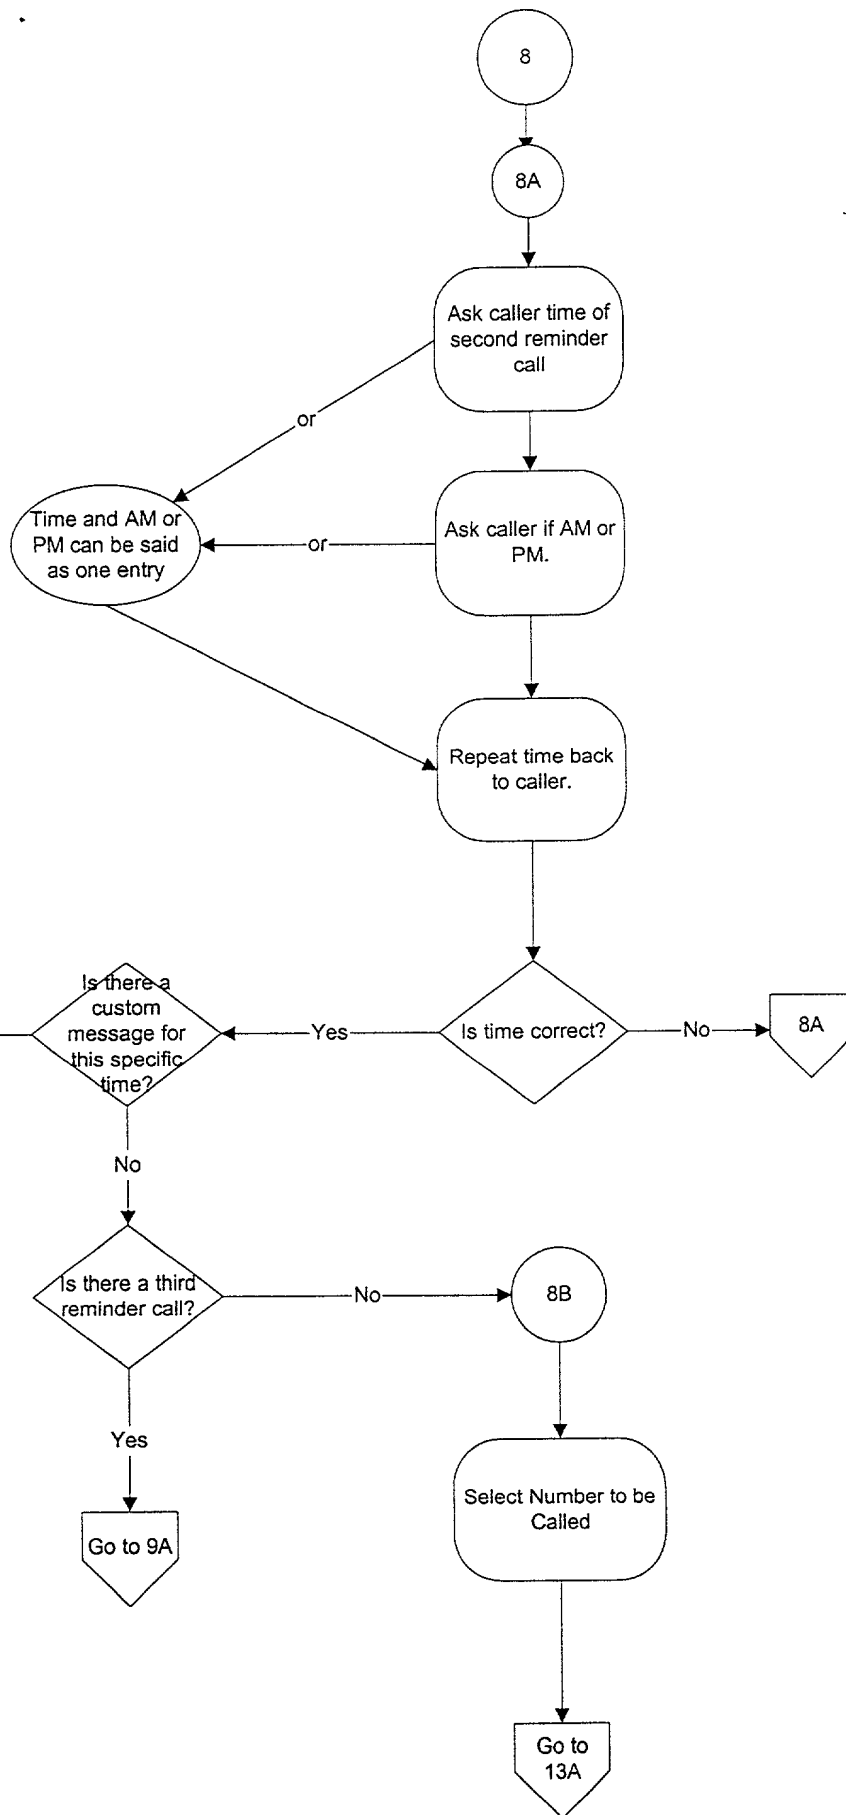 8
8A
Ask caller time of
second reminder
call
or
Time and AM or
PM can be said
as one entry
or
Ask caller if AM or
PM.
Repeat time back
to caller.
Is there a
custom
message for
this specific
time?
Yes
Is time correct?
No
8A
No
Is there a third
reminder call?
No
8B
Yes
Go to 9A
Select Number to be
Called
Go to
13A